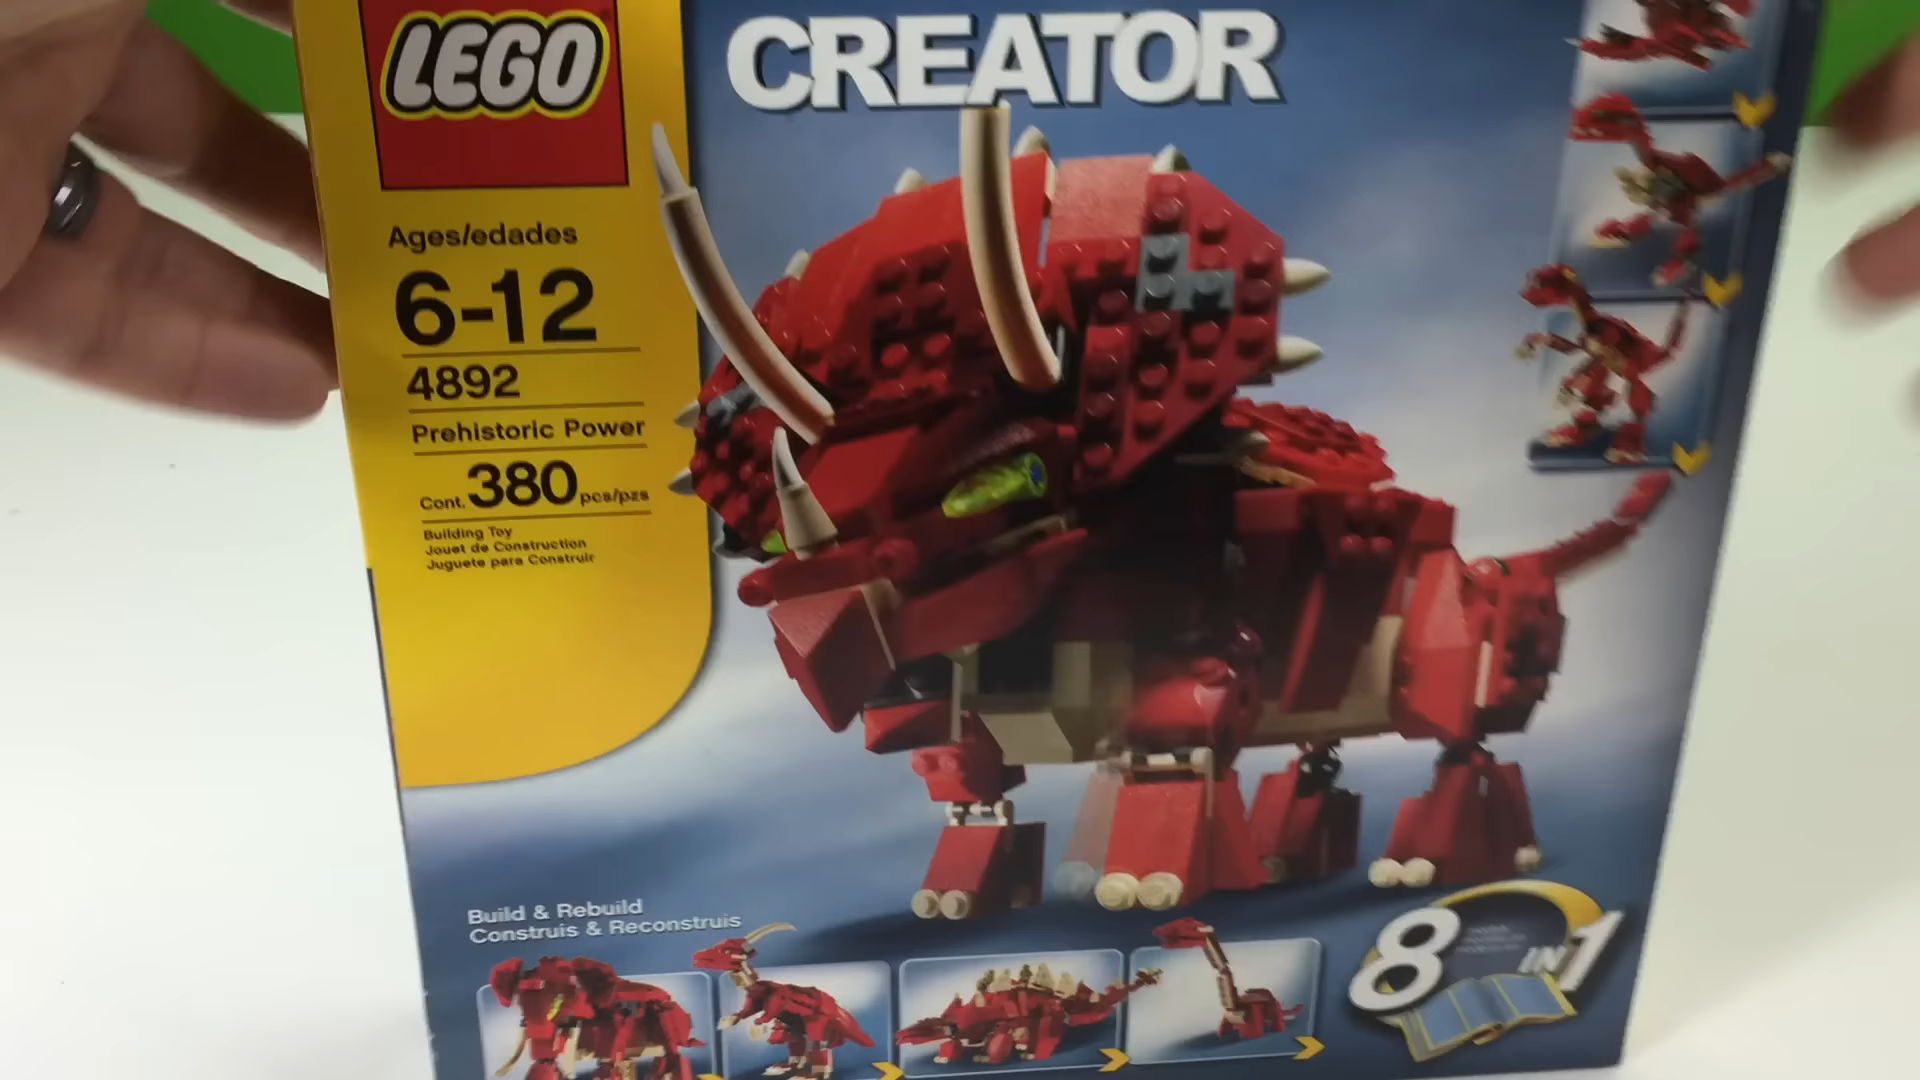 LEGO
CREATOR
Ages/edades
6-12
4892
Prehistoric Power
Cont. 380 pcs/pzs
Building Toy
Jouet de Construction
Juguete para Construir
Build & Rebuild
Construis & Reconstruis
8 IN 1